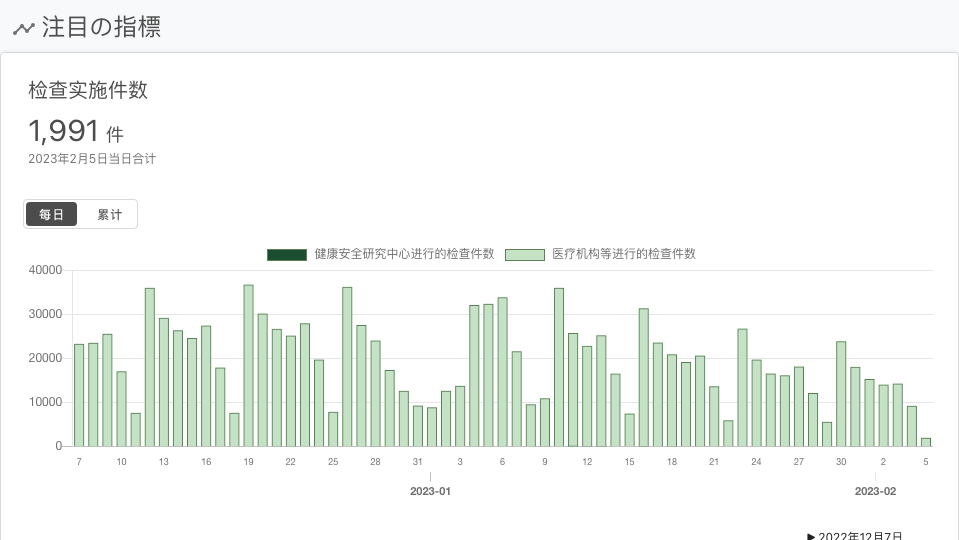 注目の指標
检查实施件数
1,991 件
2023年2月5日当日合计
每日 累计
健康安全研究中心进行的检查件数 医疗机构等进行的检查件数
40000
30000
20000
10000
0
7 10 13 16 19 22 25 28 31 3 6 9 12 15 18 21 24 27 30 2 5
2023-01 2023-02
▶ 2022年12月7日